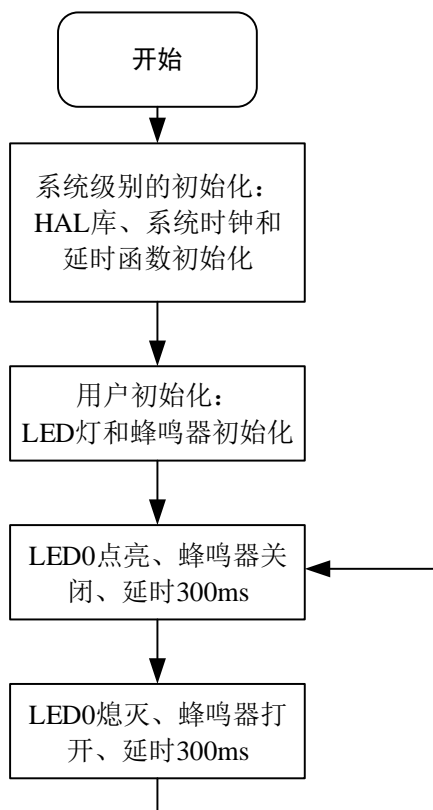 开始
系统级别的初始化：
HAL库、系统时钟和
延时函数初始化
用户初始化：
LED灯和蜂鸣器初始化
LED0点亮、蜂鸣器关
闭、延时300ms
LED0熄灭、蜂鸣器打
开、延时300ms